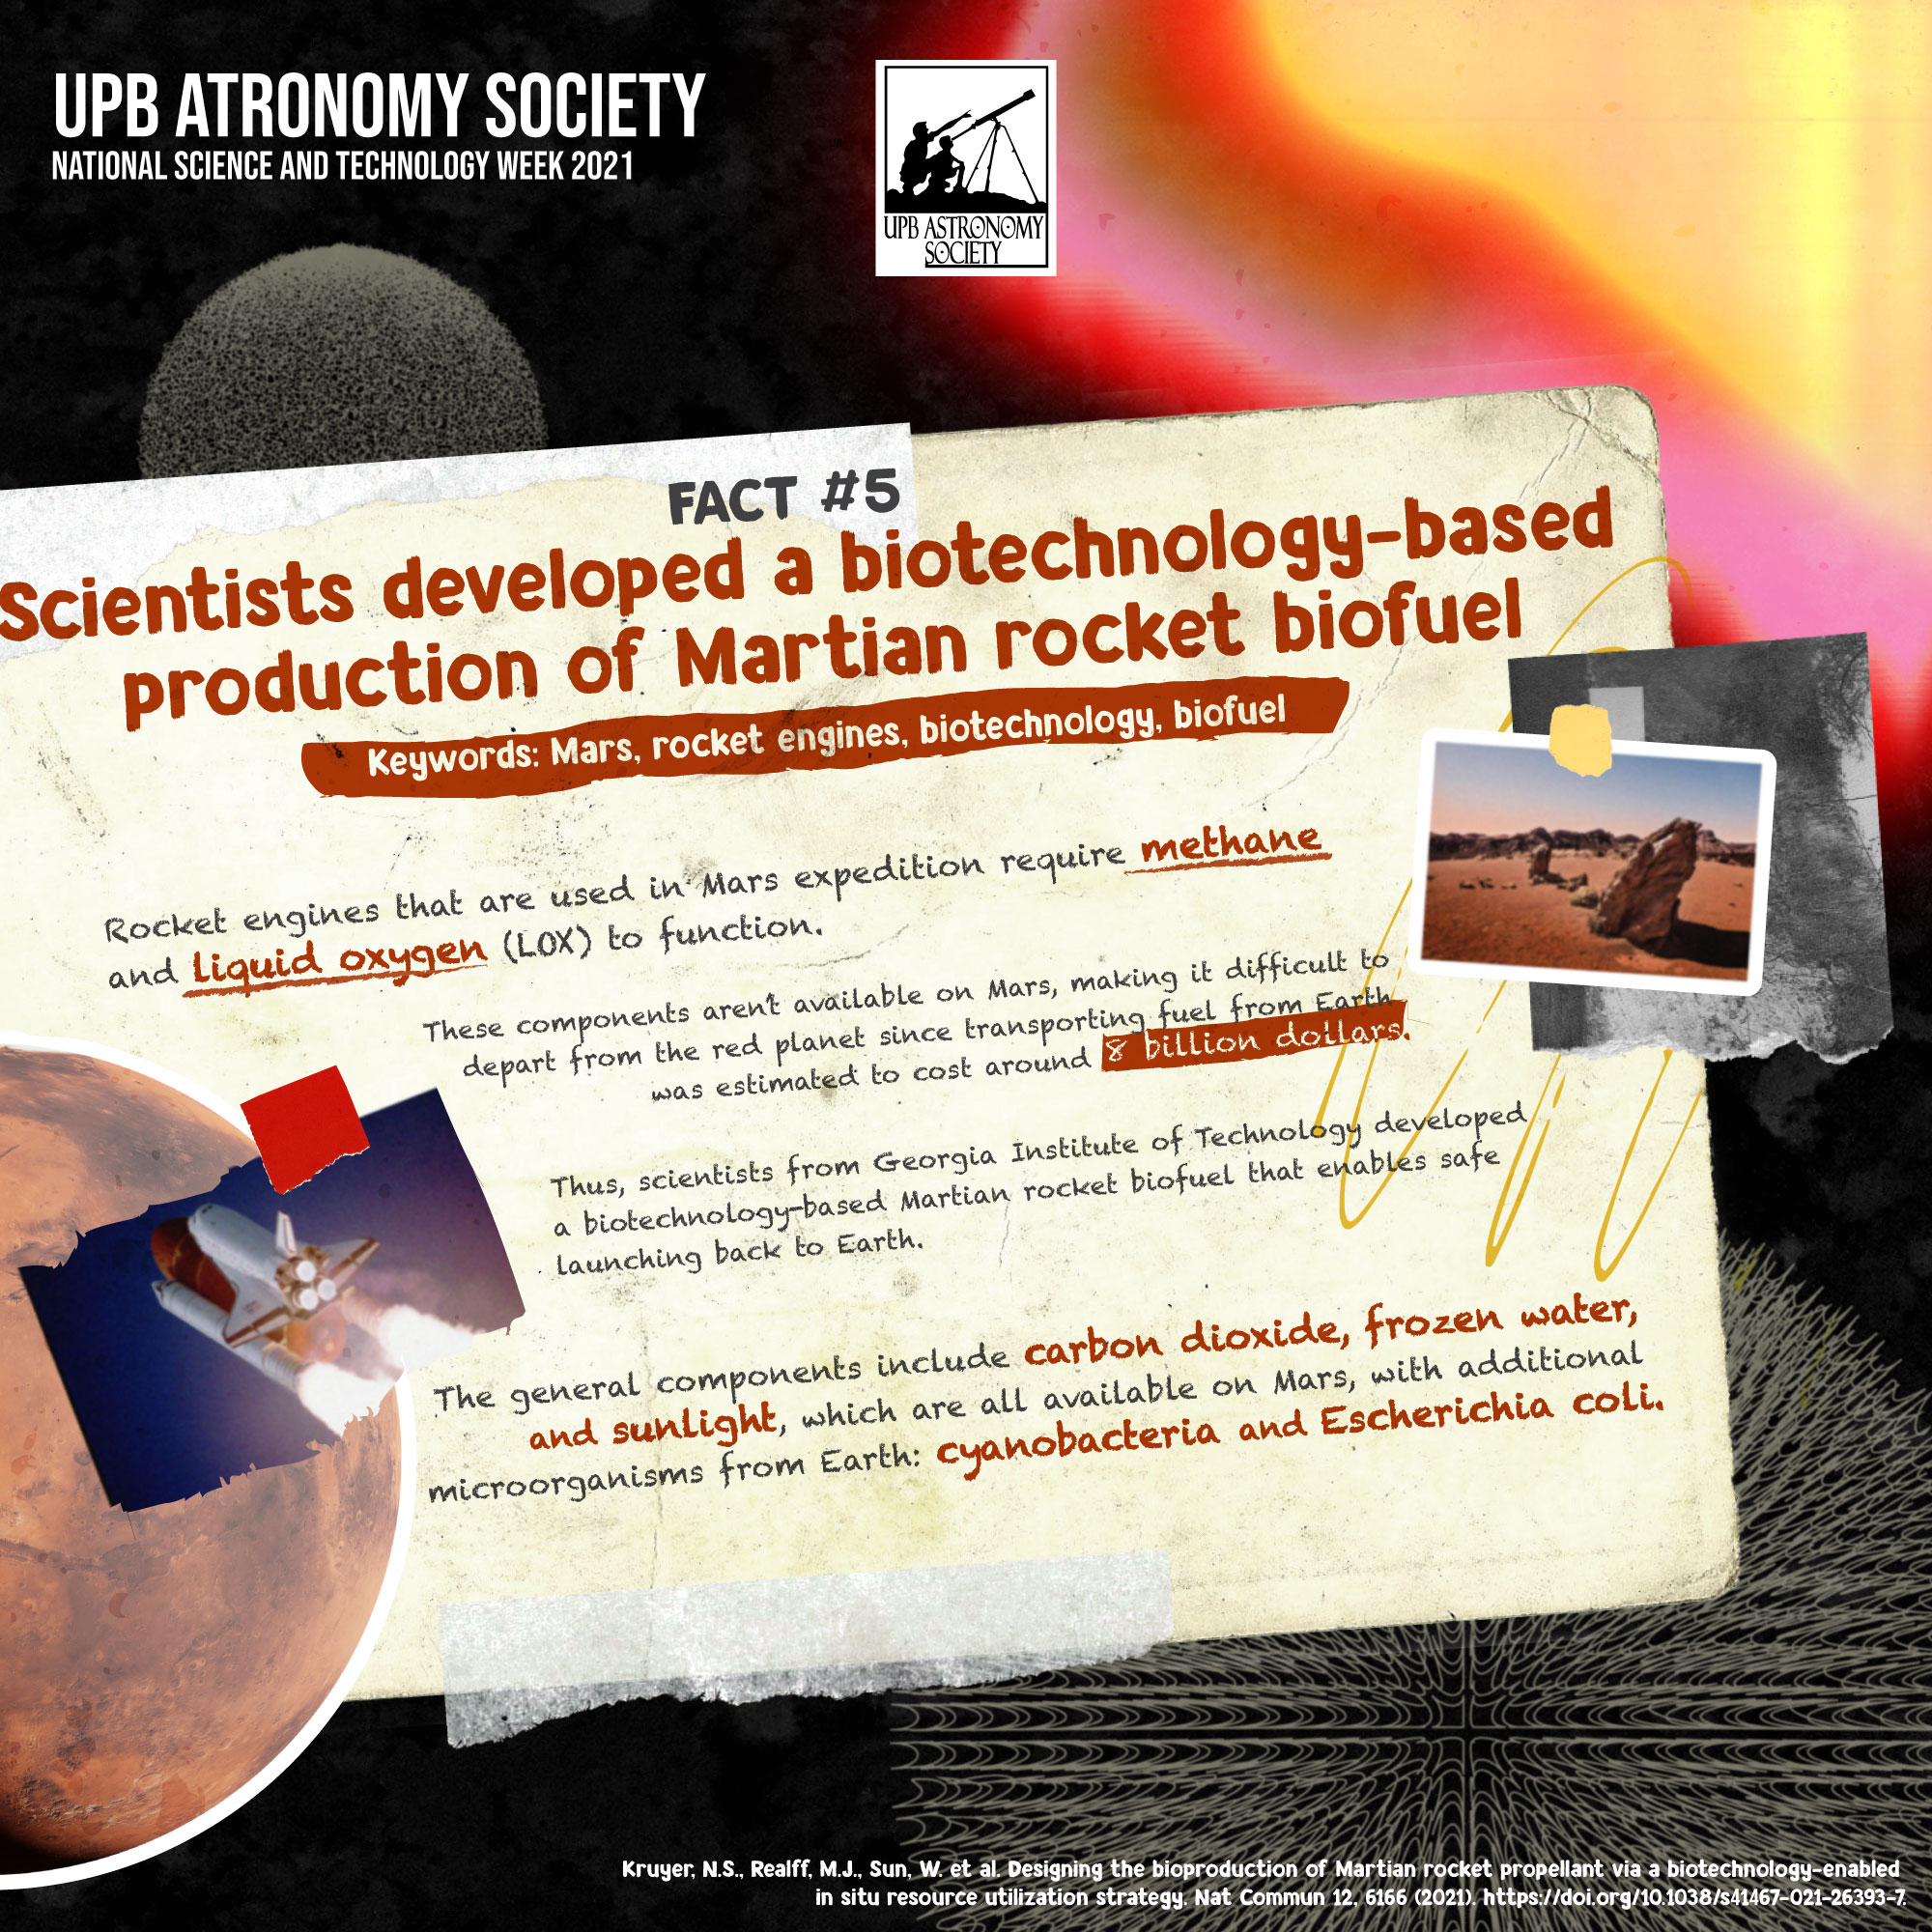 UPB ATRONOMY SOCIETY
NATIONAL SCIENCE AND TECHNOLOGY WEEK 2021
UPB ASTRONOMY
SOCIETY
FACT #5
Scientists developed a biotechnology-based
production of Martian rocket biofuel
Keywords: Mars, rocket engines, biotechnology, biofuel
Rocket engines that are used in Mars expedition require methane
and liquid oxygen (LOX) to function.
These components aren't available on Mars, making it difficult to
depart from the red planet since transporting fuel from Earth
was estimated to cost around 8 billion dollars.
Thus, scientists from Georgia Institute of Technology developed
a biotechnology-based Martian rocket biofuel that enables safe
launching back to Earth.
The general components include carbon dioxide, frozen water,
and sunlight, which are all available on Mars, with additional
microorganisms from Earth: cyanobacteria and Escherichia coli.
Kruyer, N.S., Realff, M.J., Sun, W. et al. Designing the bioproduction of Martian rocket propellant via a biotechnology-enabled
in situ resource utilization strategy. Nat Commun 12, 6166 (2021). https://doi.org/10.1038/s41467-021-26393-7.